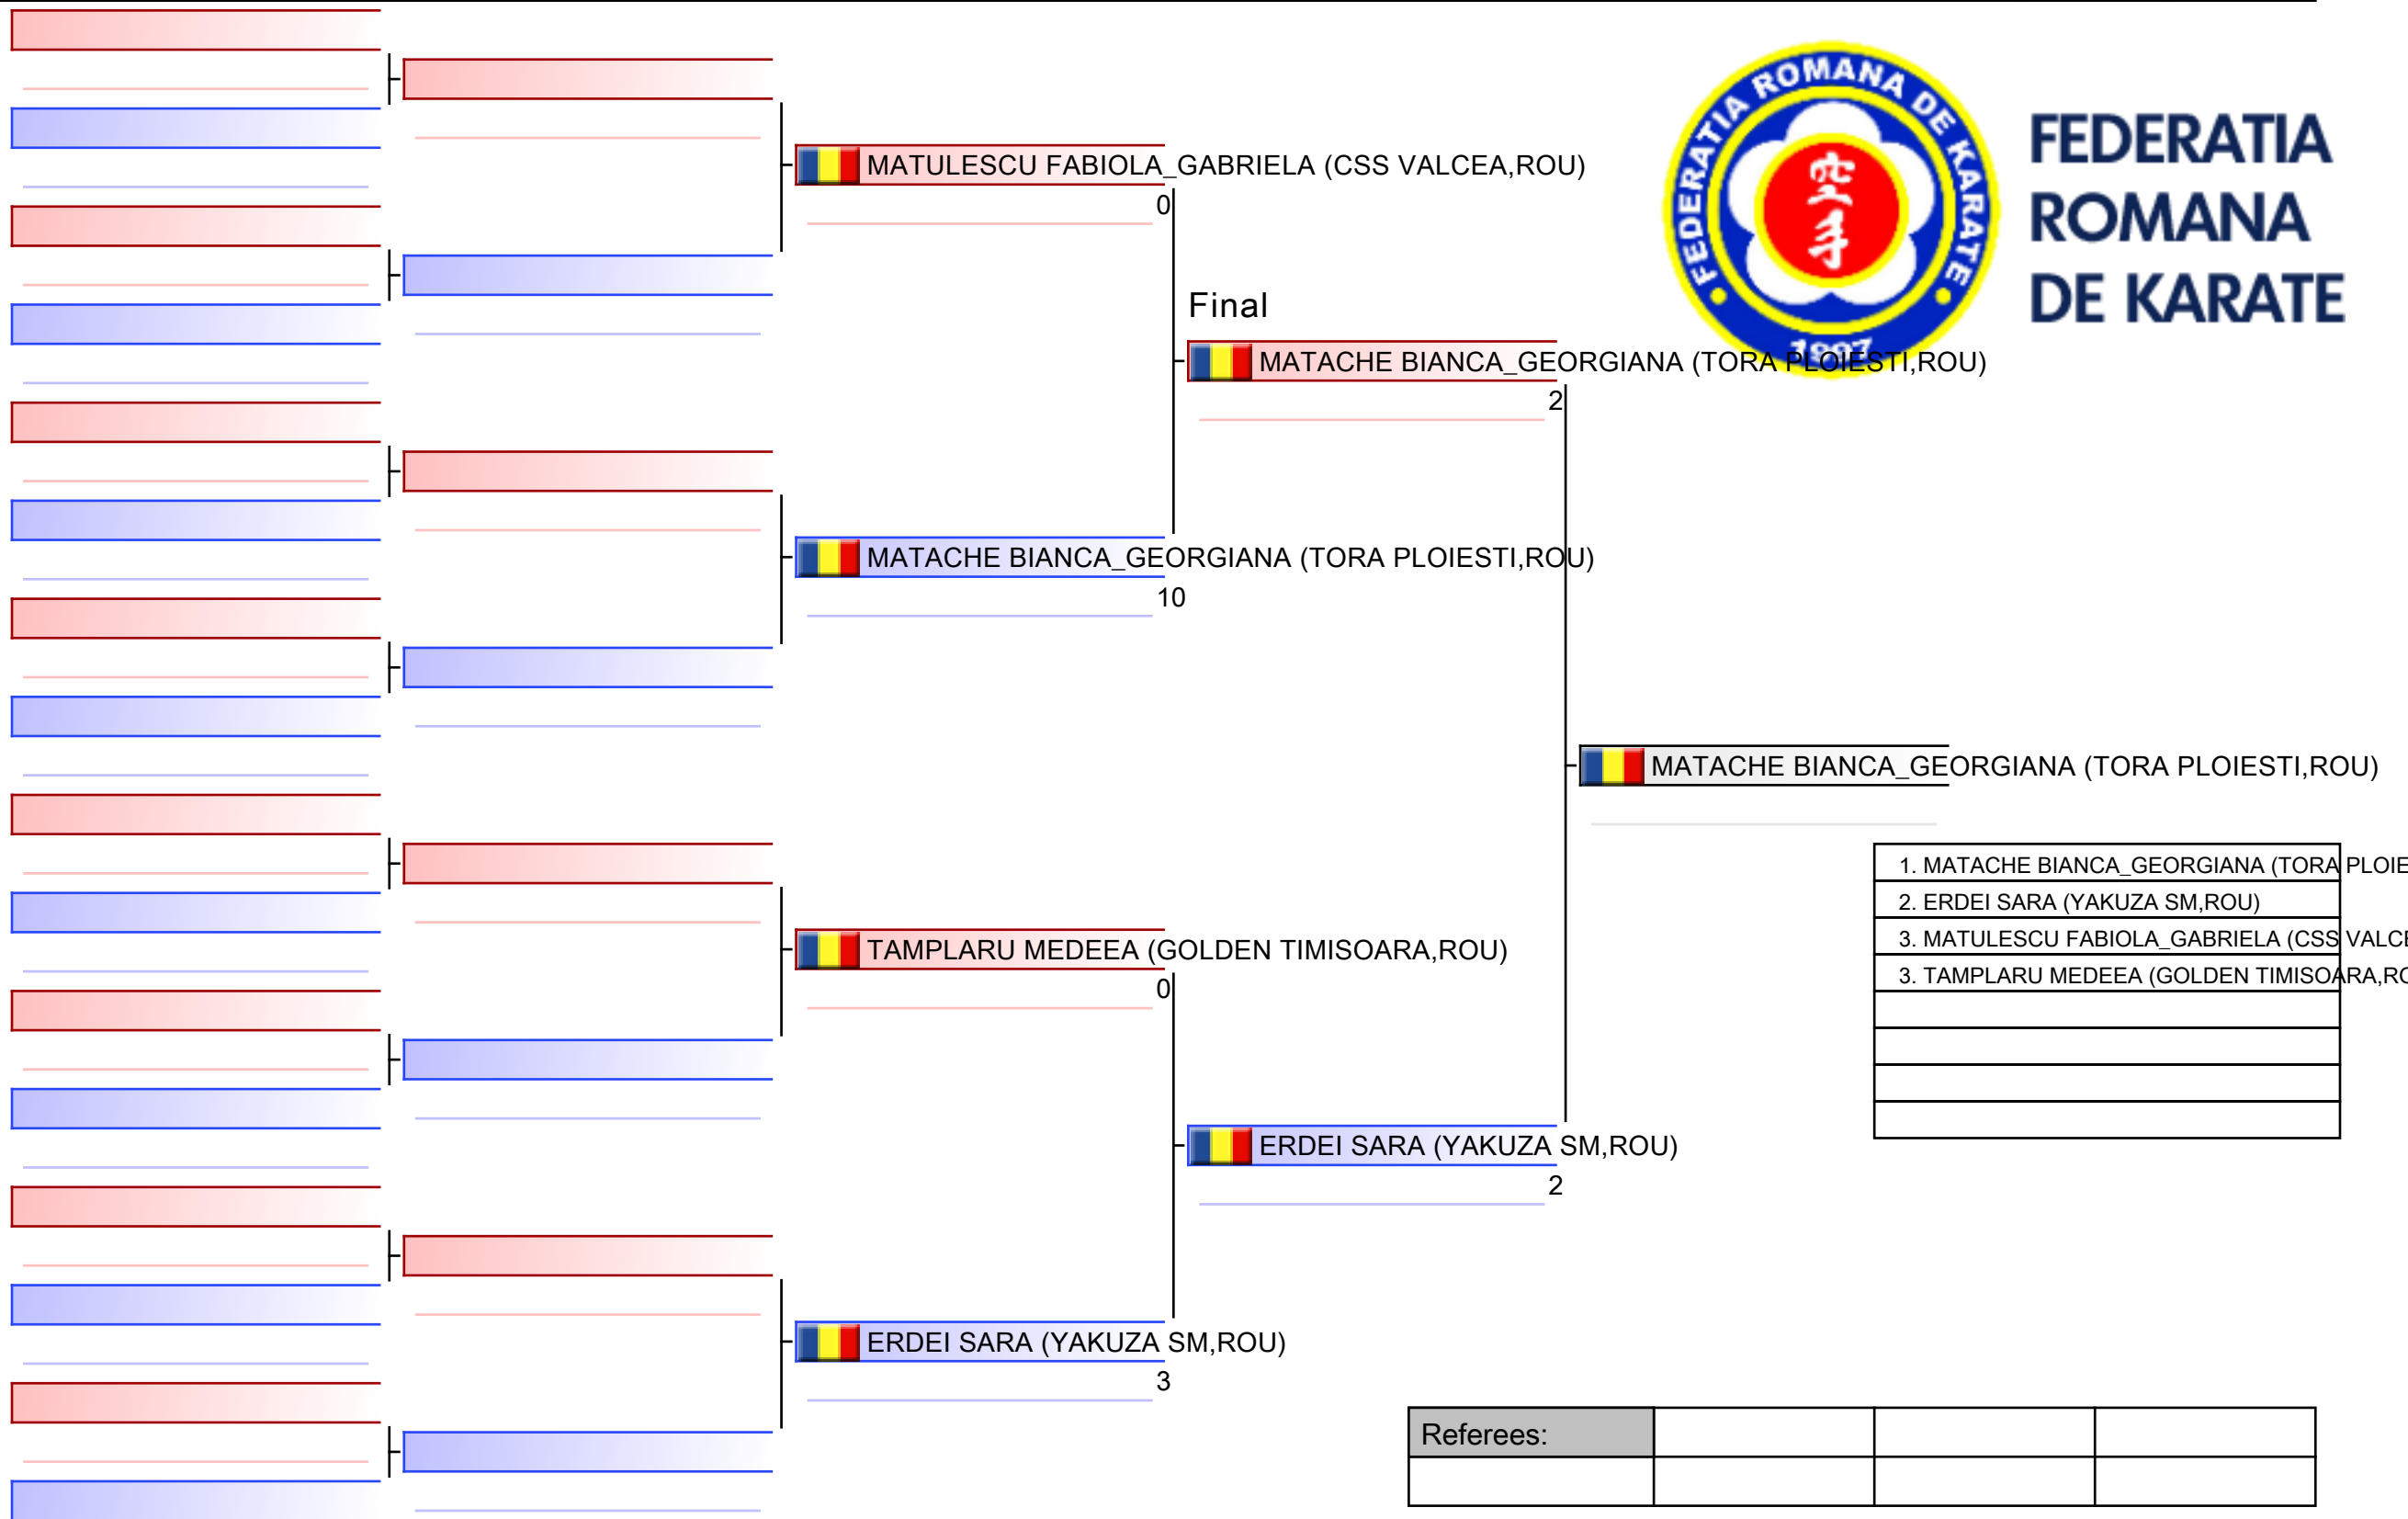 FEDERATIA ROMANA DE KARATE
空手
1997
FEDERATIA
ROMANA
DE KARATE
MATULESCU FABIOLA_GABRIELA (CSS VALCEA,ROU)
0
Final
MATACHE BIANCA_GEORGIANA (TORA PLOIESTI,ROU)
2
MATACHE BIANCA_GEORGIANA (TORA PLOIESTI,ROU)
10
MATACHE BIANCA_GEORGIANA (TORA PLOIESTI,ROU)
1. MATACHE BIANCA_GEORGIANA (TORA PLOIE
2. ERDEI SARA (YAKUZA SM,ROU)
3. MATULESCU FABIOLA_GABRIELA (CSS VALCE
3. TAMPLARU MEDEEA (GOLDEN TIMISOARA,RO
TAMPLARU MEDEEA (GOLDEN TIMISOARA,ROU)
0
ERDEI SARA (YAKUZA SM,ROU)
2
ERDEI SARA (YAKUZA SM,ROU)
3
Referees: